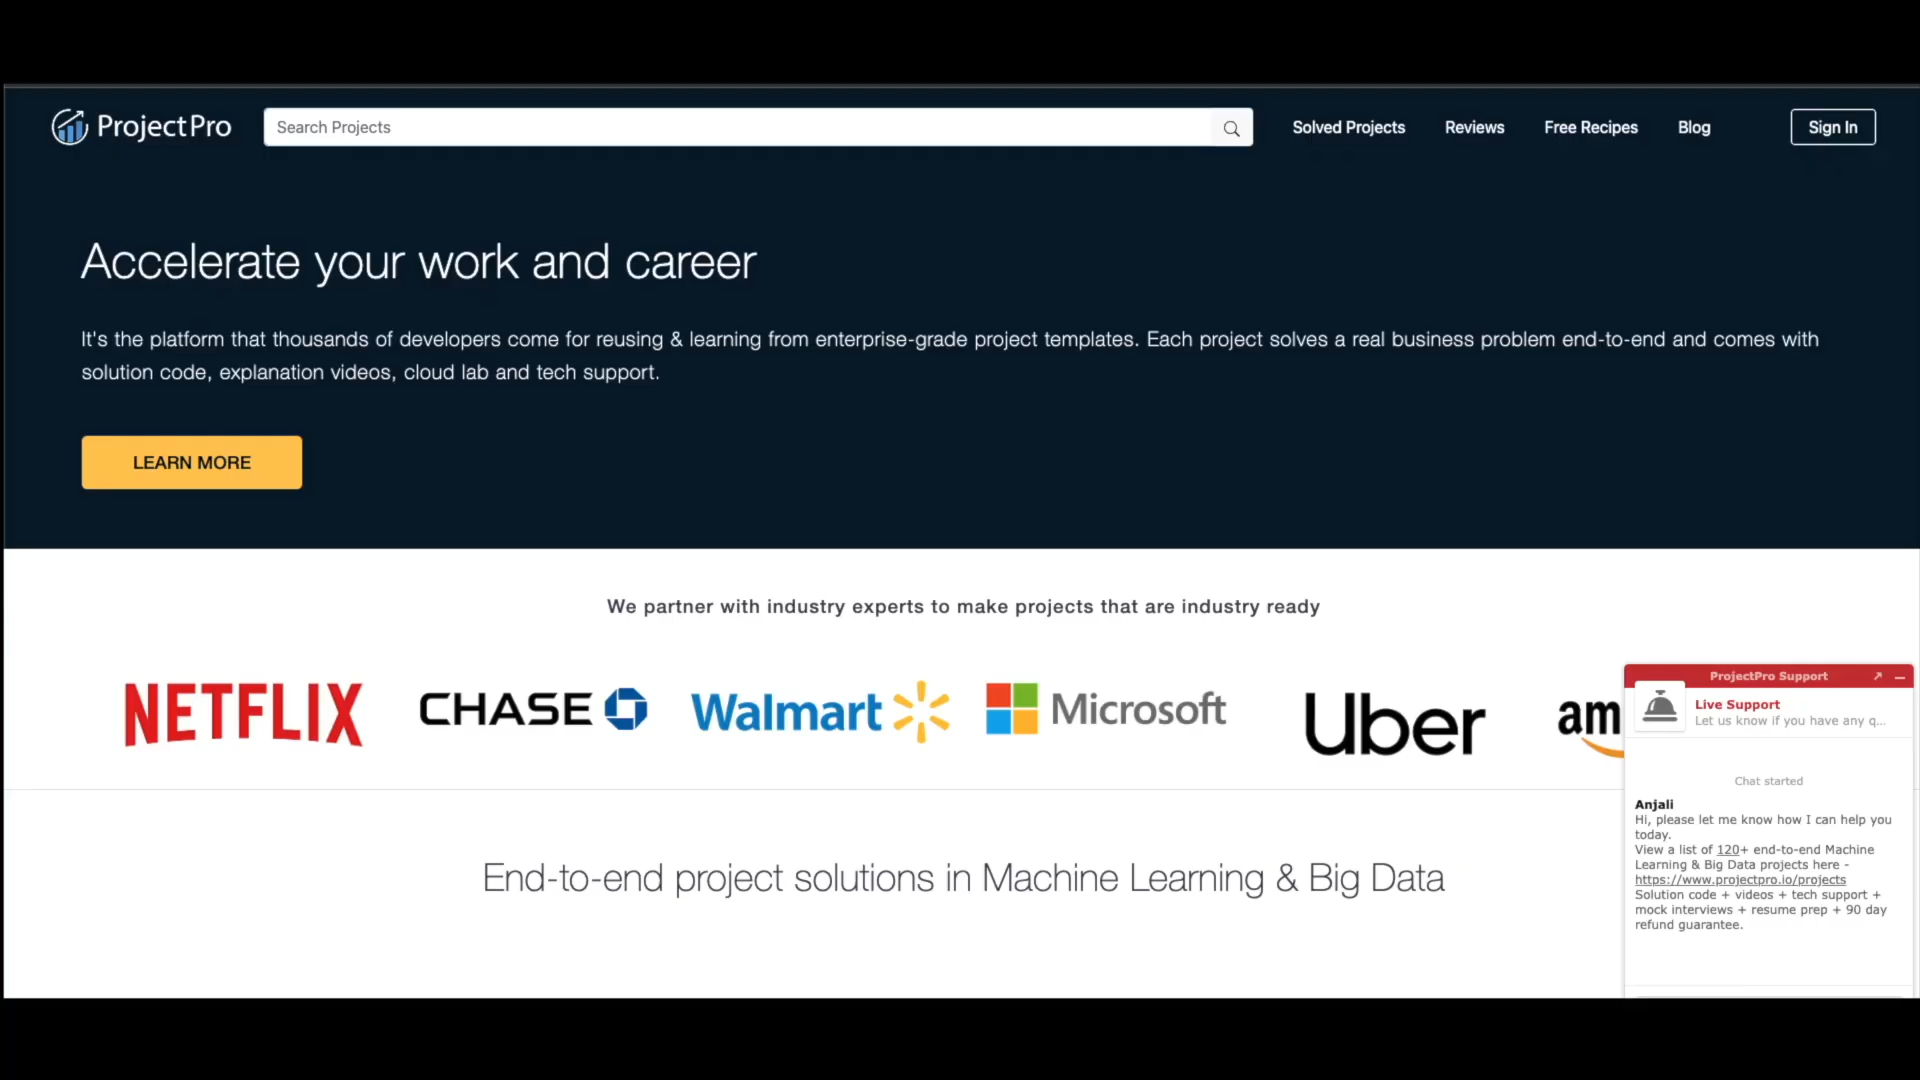 ProjectPro
Search Projects
Solved Projects
Reviews
Free Recipes
Blog
Sign In
Accelerate your work and career
It's the platform that thousands of developers come for reusing & learning from enterprise-grade project templates. Each project solves a real business problem end-to-end and comes with
solution code, explanation videos, cloud lab and tech support.
LEARN MORE
We partner with industry experts to make projects that are industry ready
NETFLIX
CHASE
Walmart
Microsoft
Uber
am
End-to-end project solutions in Machine Learning & Big Data
ProjectPro Support
Live Support
Let us know if you have any q...
Chat started
Anjali
Hi, please let me know how I can help you
today.
View a list of 120+ end-to-end Machine
Learning & Big Data projects here -
https://www.projectpro.io/projects
Solution code + videos + tech support +
mock interviews + resume prep + 90 day
refund guarantee.